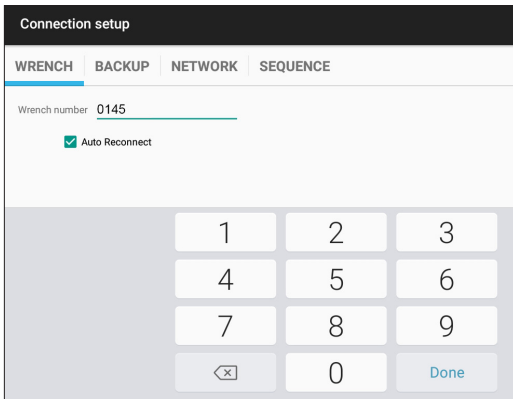 Connection setup
WRENCH BACKUP NETWORK SEQUENCE
Wrench number 0145
Auto Reconnect
1 2 3
4 5 6
7 8 9
0 Done